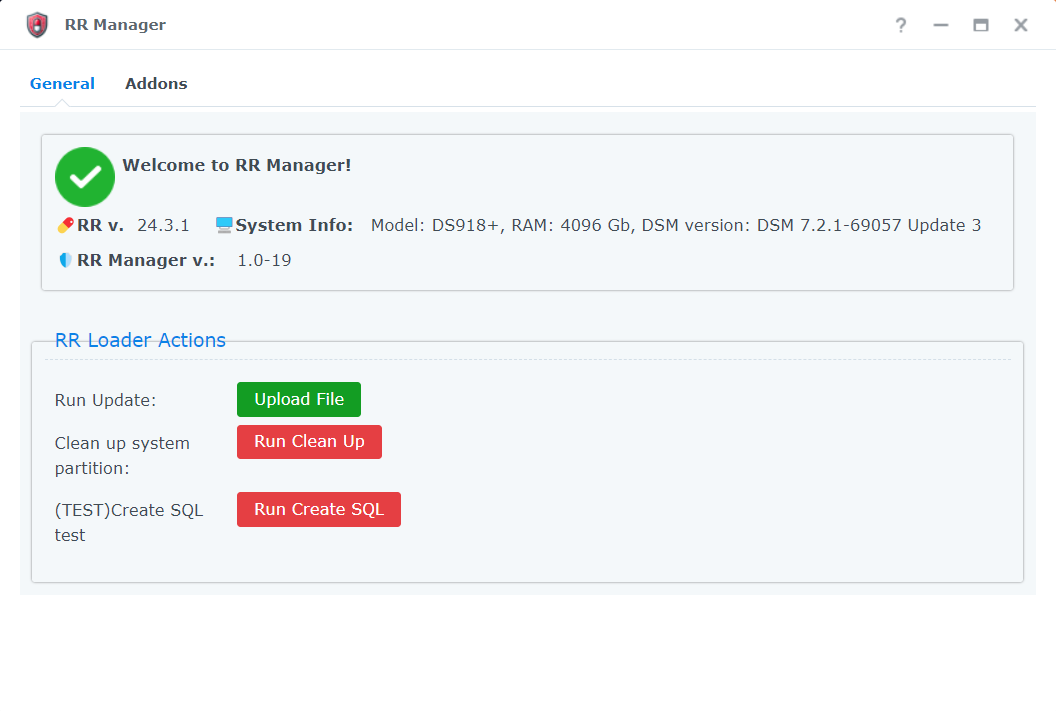 RR Manager
General Addons
Welcome to RR Manager!
RR v. 24.3.1 System Info: Model: DS918+, RAM: 4096 Gb, DSM version: DSM 7.2.1-69057 Update 3
RR Manager v.: 1.0-19
RR Loader Actions
Run Update: Upload File
Clean up system
partition:
Run Clean Up
(TEST)Create SQL
test
Run Create SQL